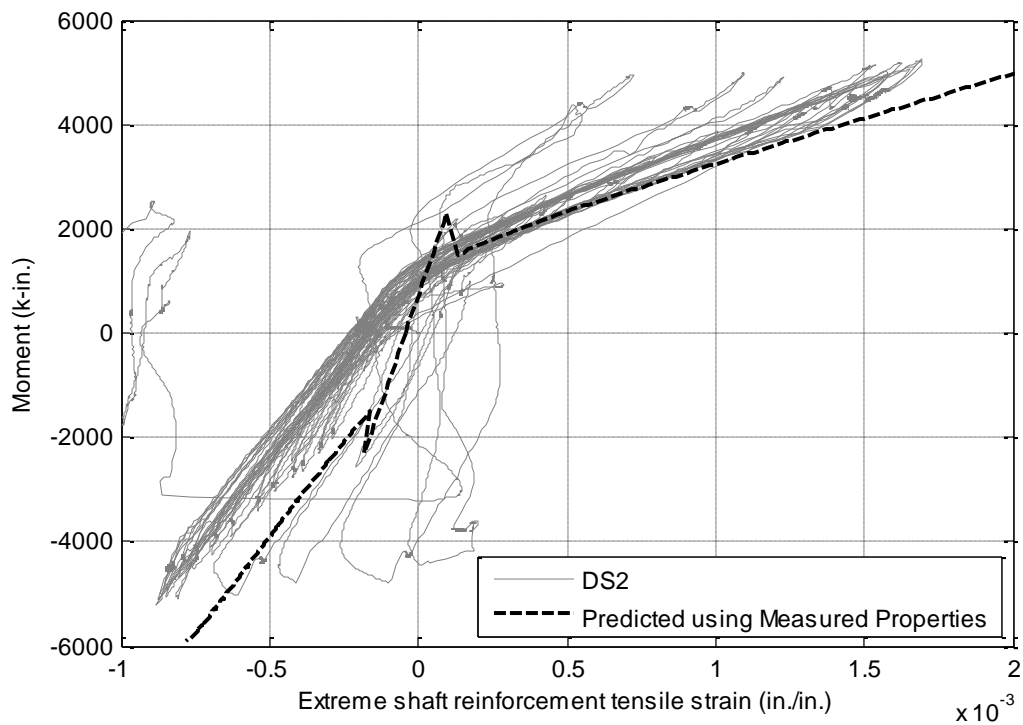 6000
4000
2000
0
-2000
-4000
-6000
Moment (k-in.)
DS2
Predicted using Measured Properties
-1
-0.5
0
0.5
1
1.5
2
Extreme shaft reinforcement tensile strain (in./in.)
x 10⁻³